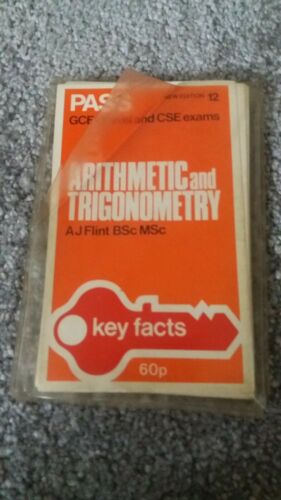 PASS NEW EDITION 12
GCE and CSE exams
ARITHMETIC and
TRIGONOMETRY
A J Flint BSc MSc
key facts
60p